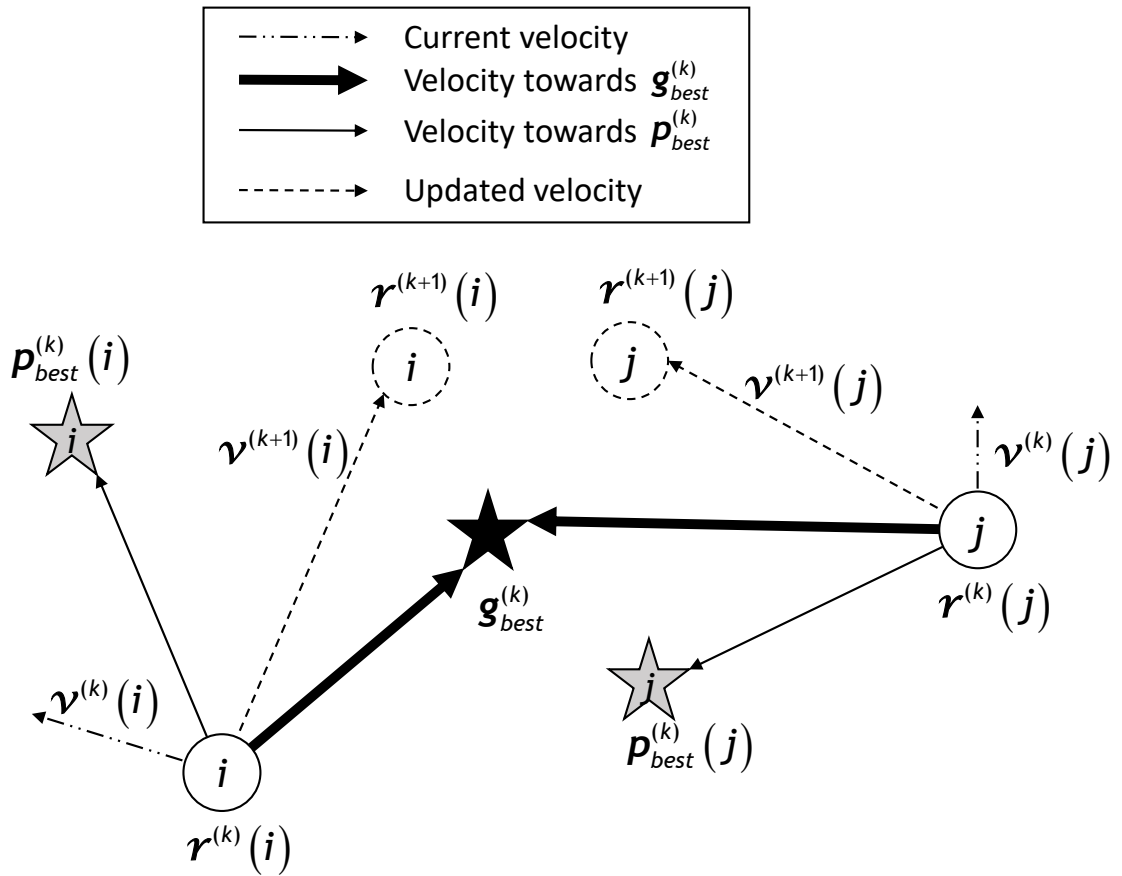 Current velocity
Velocity towards g_best^(k)
Velocity towards p_best^(k)
Updated velocity
r^(k+1)(i)
r^(k+1)(j)
p_best^(k)(i)
i
j
v^(k+1)(j)
i
v^(k+1)(i)
v^(k)(j)
j
g_best^(k)
r^(k)(j)
v^(k)(i)
j
p_best^(k)(j)
i
r^(k)(i)